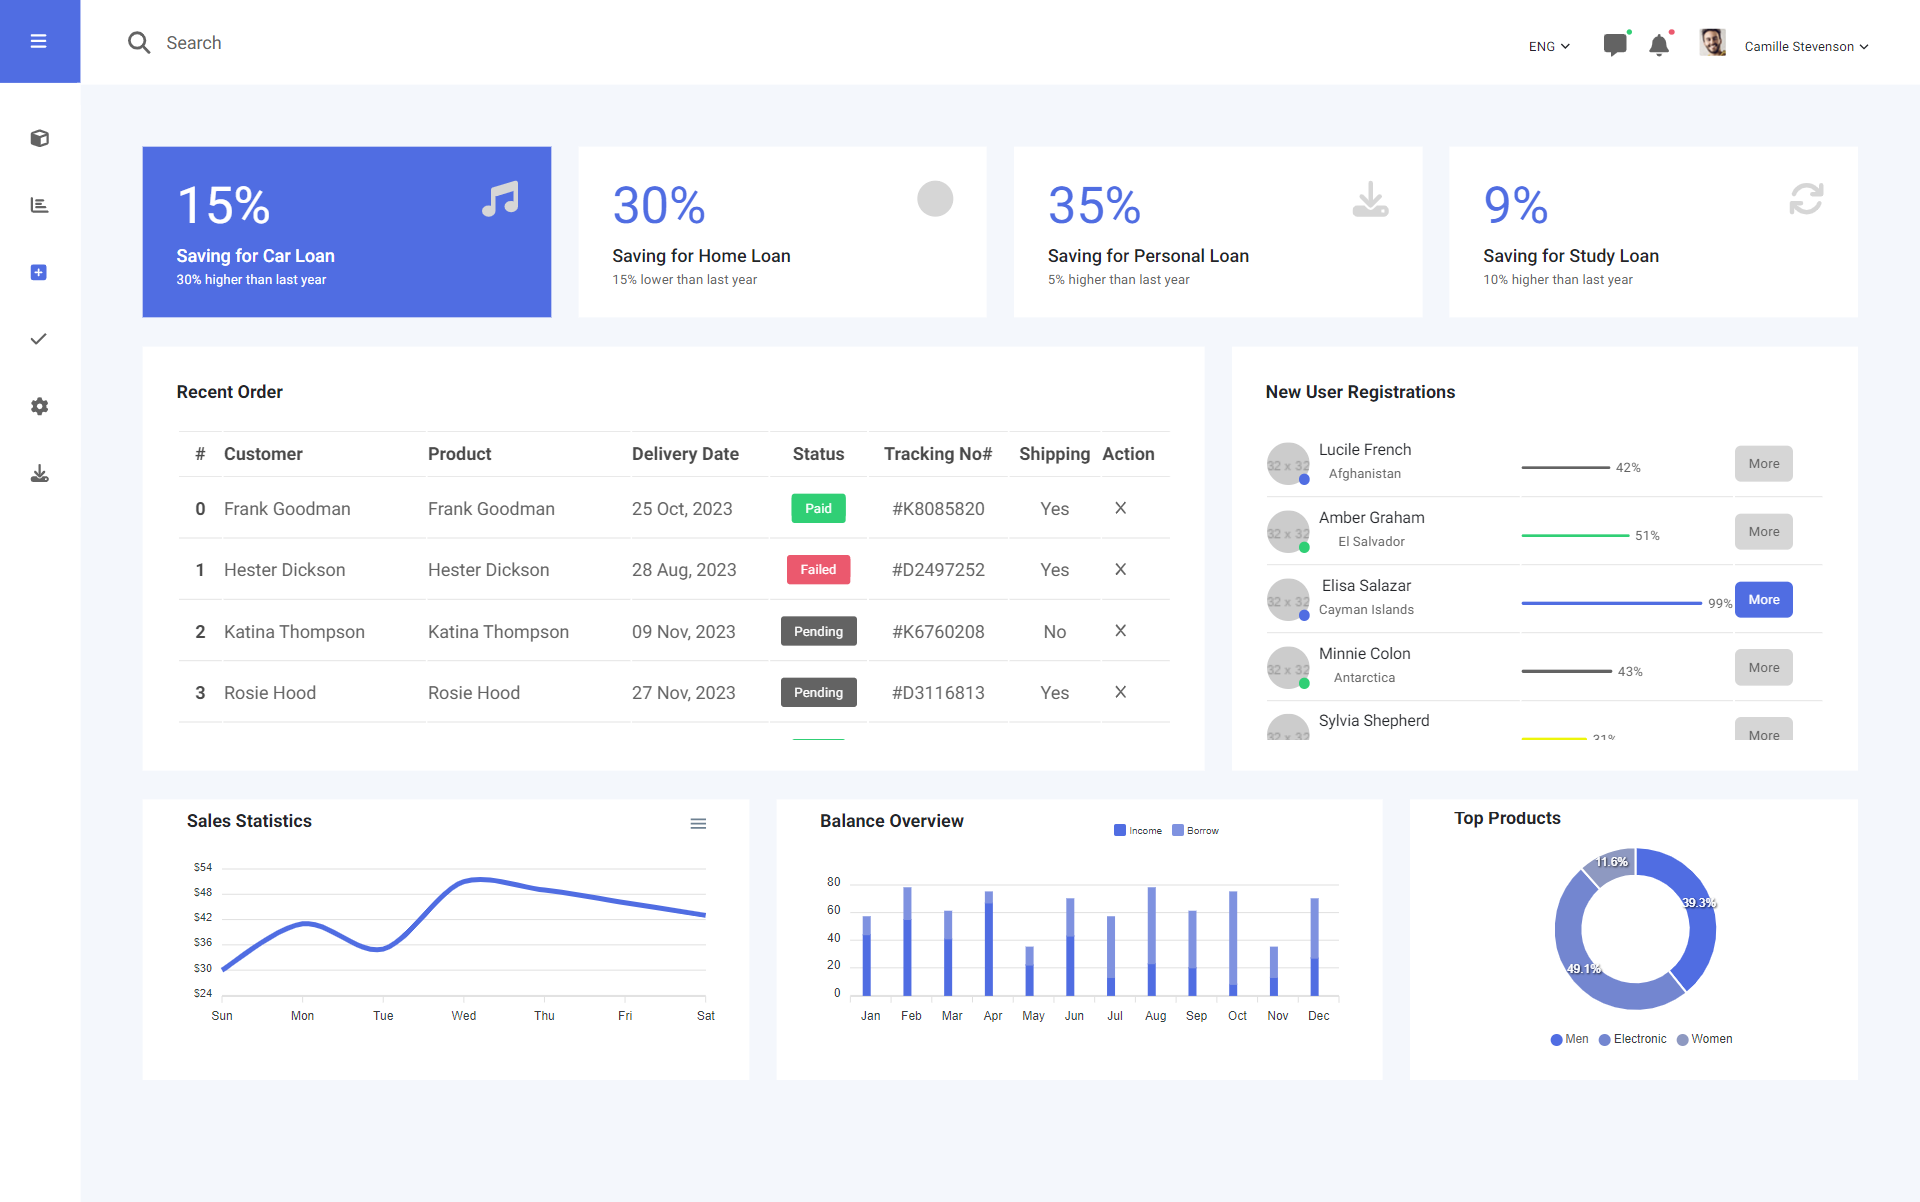 Search
ENG
Camille Stevenson
15%
Saving for Car Loan
30% higher than last year
30%
Saving for Home Loan
15% lower than last year
35%
Saving for Personal Loan
5% higher than last year
9%
Saving for Study Loan
10% higher than last year
Recent Order
# Customer Product Delivery Date Status Tracking No# Shipping Action
0 Frank Goodman Frank Goodman 25 Oct, 2023 Paid #K8085820 Yes X
1 Hester Dickson Hester Dickson 28 Aug, 2023 Failed #D2497252 Yes X
2 Katina Thompson Katina Thompson 09 Nov, 2023 Pending #K6760208 No X
3 Rosie Hood Rosie Hood 27 Nov, 2023 Pending #D3116813 Yes X
New User Registrations
32 x 32 Lucile French
Afghanistan
42% More
32 x 32 Amber Graham
El Salvador
51% More
32 x 32 Elisa Salazar
Cayman Islands
99% More
32 x 32 Minnie Colon
Antarctica
43% More
32 x 32 Sylvia Shepherd
31% More
Sales Statistics
$54
$48
$42
$36
$30
$24
Sun Mon Tue Wed Thu Fri Sat
Balance Overview
Income Borrow
80
60
40
20
0
Jan Feb Mar Apr May Jun Jul Aug Sep Oct Nov Dec
Top Products
11.6%
39.3%
49.1%
Men Electronic Women